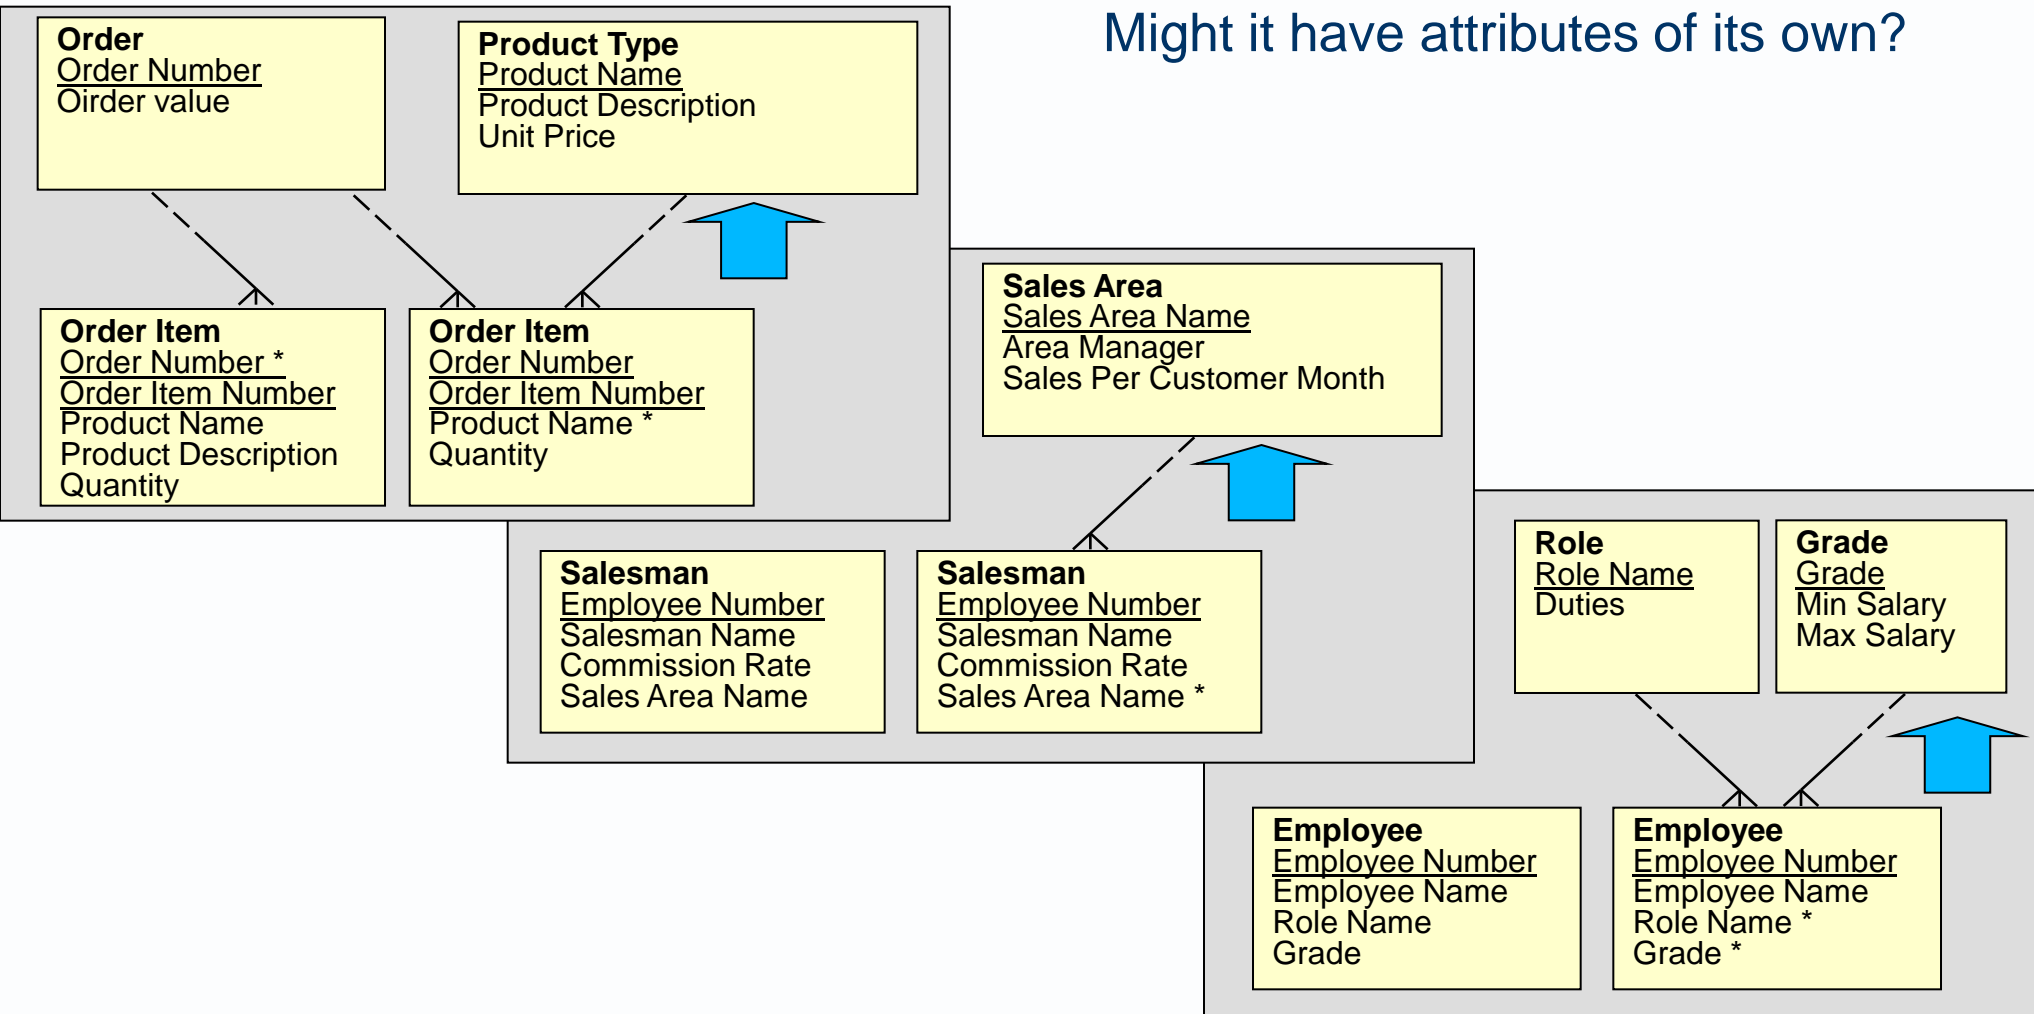 Might it have attributes of its own?
Order
Order Number
Oirder value
Product Type
Product Name
Product Description
Unit Price
Order Item
Order Number *
Order Item Number
Product Name
Product Description
Quantity
Order Item
Order Number
Order Item Number
Product Name *
Quantity
Sales Area
Sales Area Name
Area Manager
Sales Per Customer Month
Salesman
Employee Number
Salesman Name
Commission Rate
Sales Area Name
Salesman
Employee Number
Salesman Name
Commission Rate
Sales Area Name *
Role
Role Name
Duties
Grade
Grade
Min Salary
Max Salary
Employee
Employee Number
Employee Name
Role Name
Grade
Employee
Employee Number
Employee Name
Role Name *
Grade *